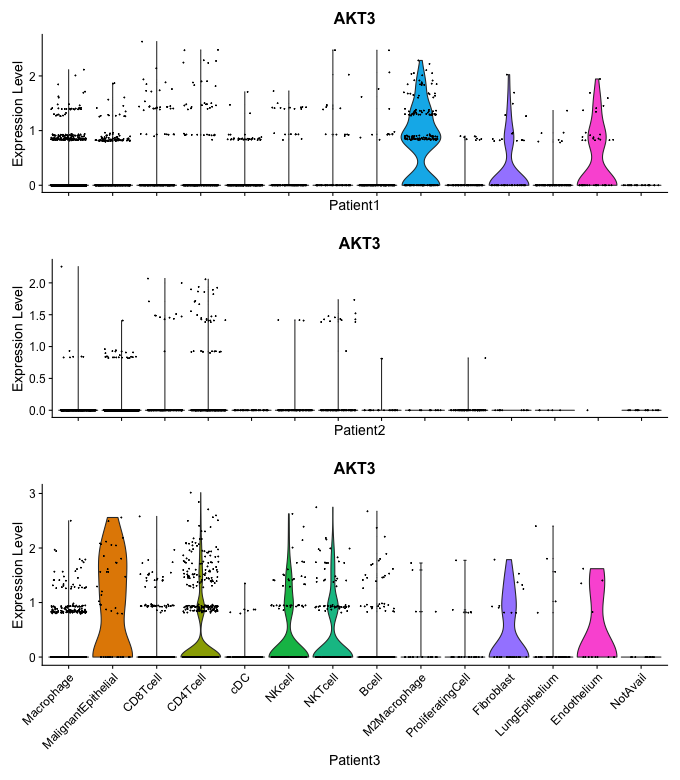 AKT3
Expression Level
2
1
0
Patient1
AKT3
Expression Level
2.0
1.5
1.0
0.5
0.0
Patient2
AKT3
Expression Level
3
2
1
0
Macrophage
MalignantEpithelial
CD8Tcell
CD4Tcell
cDC
NKcell
NKTcell
Bcell
M2Macrophage
ProliferatingCell
Fibroblast
LungEpithelium
Endothelium
NotAvail
Patient3